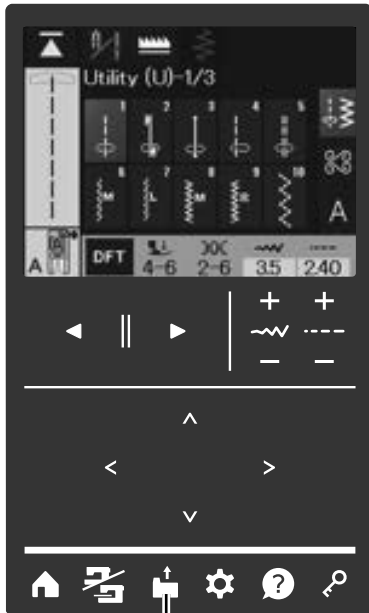 Utility (U)-1/3
1 2 3 4 5
6 7 8 9 10
M L M R
A
A DFT 4-6 2-6 3.5 2.40
+ +
− −
?